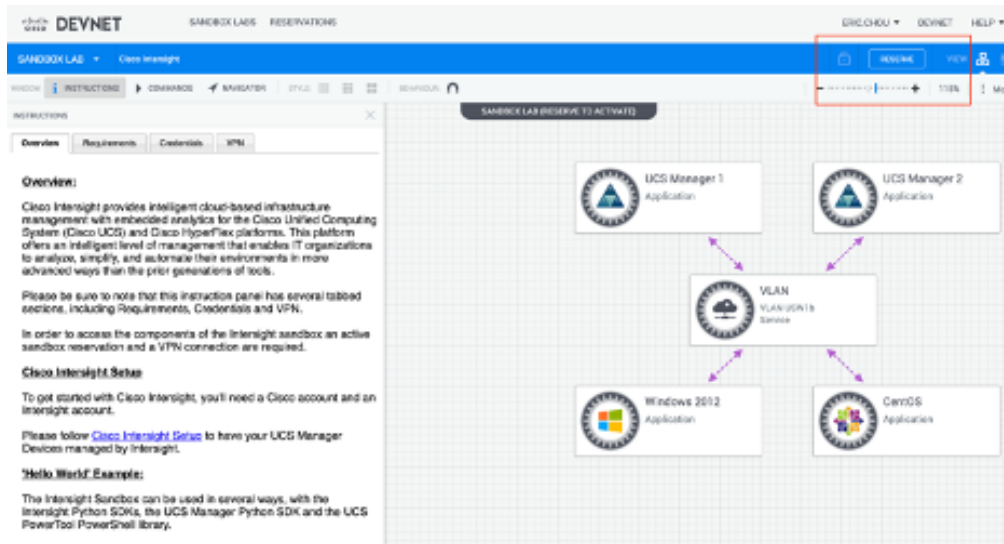 cisco DEVNET SANDBOX LABS RESERVATIONS ERIC.CHOU DEVNET HELP
SANDBOX LAB Cisco Intersight RESERVE VIEW
WINDOW INSTRUCTIONS COMMANDS NAVIGATOR STYLE BEHAVIOUR 118% Mo
INSTRUCTIONS
SANDBOX LAB (RESERVE TO ACTIVATE)
Overview Requirements Credentials VPN
Overview:
Cisco Intersight provides intelligent cloud-based infrastructure
management with embedded analytics for the Cisco Unified Computing
System (Cisco UCS) and Cisco HyperFlex platforms. This platform
offers an intelligent level of management that enables IT organizations
to analyze, simplify, and automate their environments in more
advanced ways than the prior generations of tools.
Please be sure to note that this instruction panel has several tabbed
sections, including Requirements, Credentials and VPN.
In order to access the components of the Intersight sandbox an active
sandbox reservation and a VPN connection are required.
Cisco Intersight Setup
To get started with Cisco Intersight, you'll need a Cisco account and an
Intersight account.
Please follow Cisco Intersight Setup to have your UCS Manager
Devices managed by Intersight.
'Hello World' Example:
The Intersight Sandbox can be used in several ways, with the
Intersight Python SDKs, the UCS Manager Python SDK and the UCS
PowerTool PowerShell library.
UCS Manager 1
Application
UCS Manager 2
Application
VLAN
Service
Windows 2012
Application
CentOS
Application